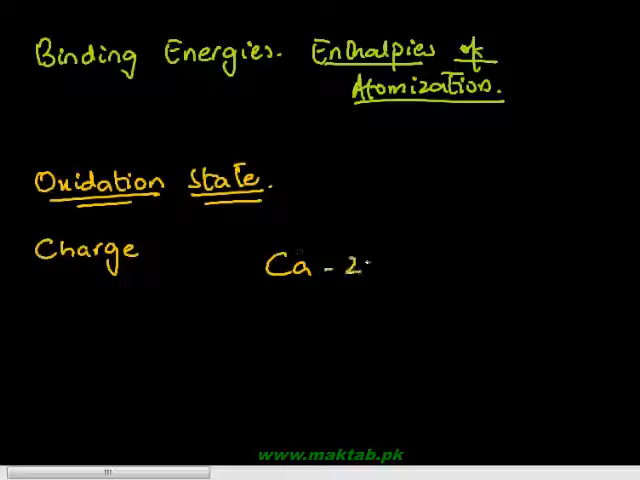 Binding Energies. Enthalpies of
Atomization.
Oxidation State.
Charge
Ca - 2
www.maktab.pk